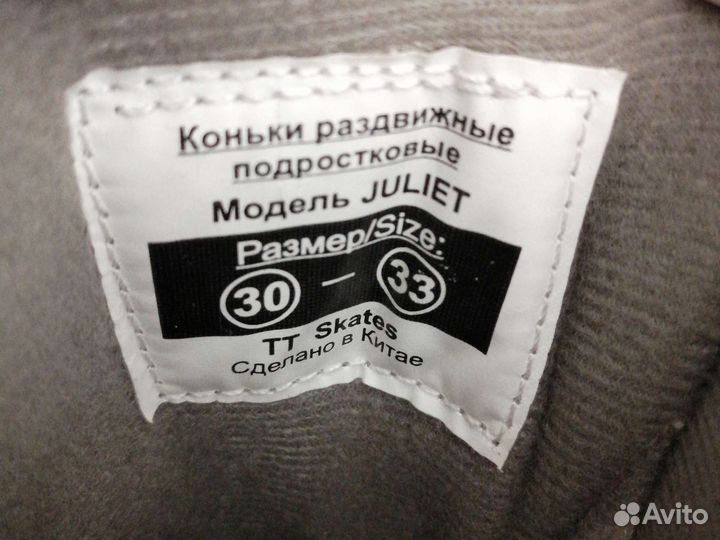 Коньки раздвижные
подростковые
Модель JULIET
Размер/Size:
30 – 33
TT Skates
Сделано в Китае
Avito